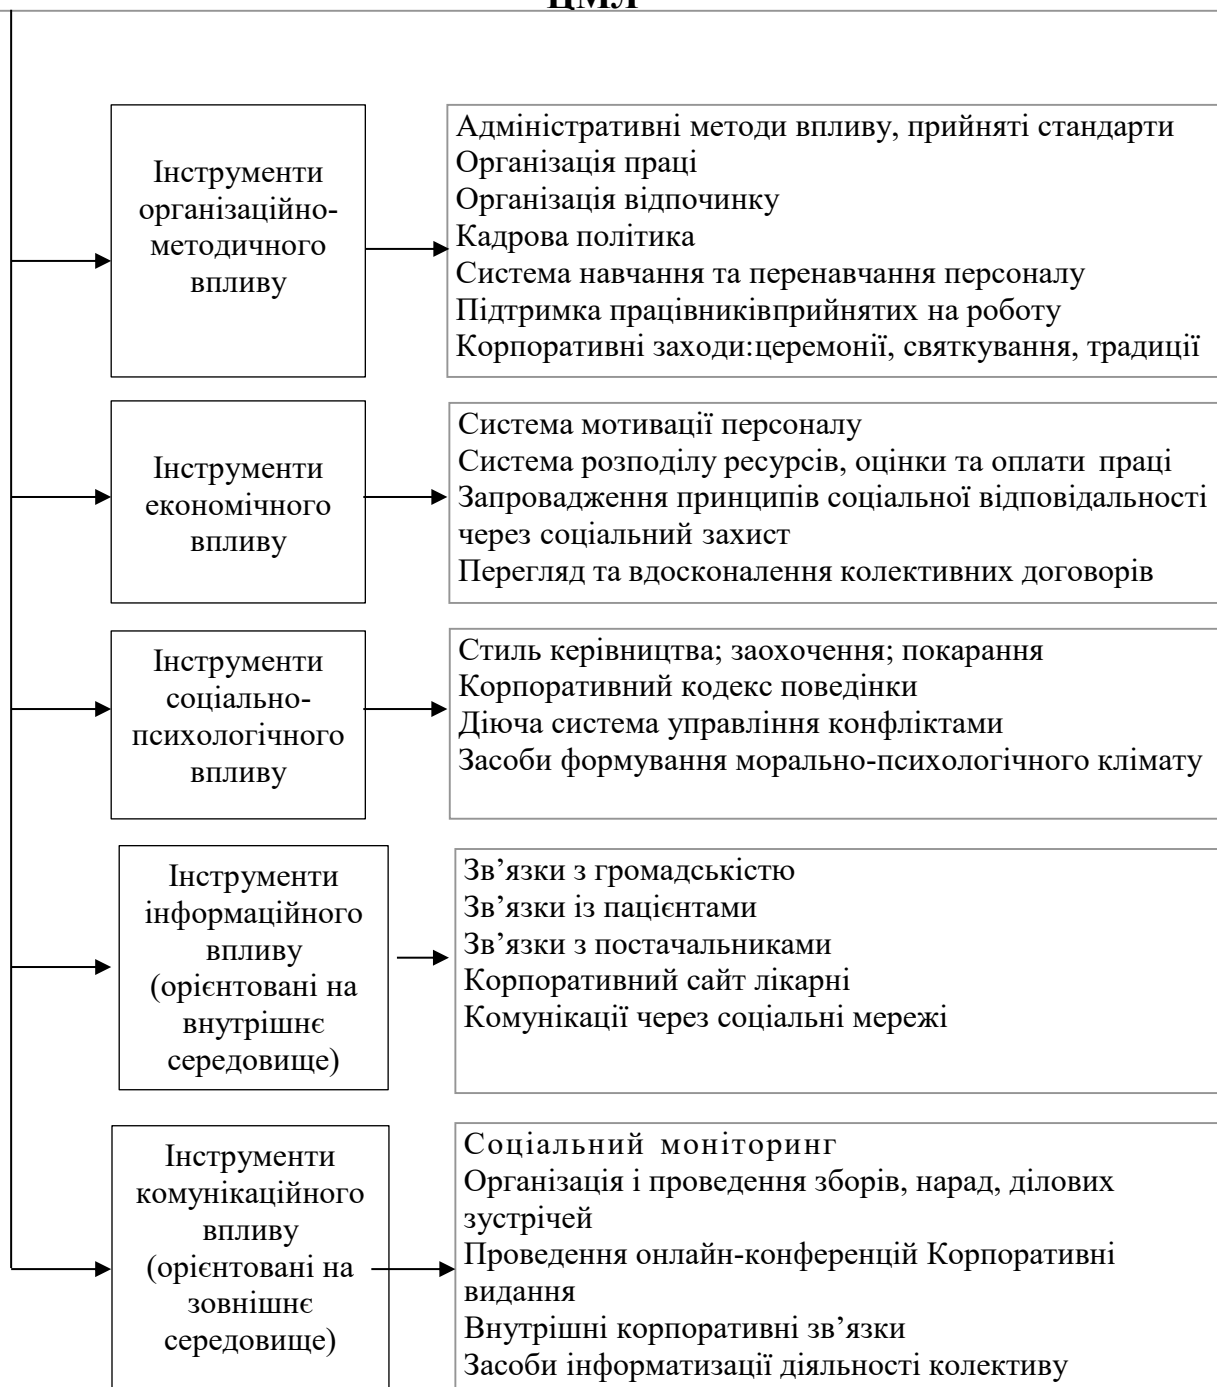 ЦМЛ
Інструменти
організаційно-
методичного
впливу
Адміністративні методи впливу, прийняті стандарти
Організація праці
Організація відпочинку
Кадрова політика
Система навчання та перенавчання персоналу
Підтримка працівниківприйнятих на роботу
Корпоративні заходи:церемонії, святкування, традиції
Інструменти
економічного
впливу
Система мотивації персоналу
Система розподілу ресурсів, оцінки та оплати праці
Запровадження принципів соціальної відповідальності
через соціальний захист
Перегляд та вдосконалення колективних договорів
Інструменти
соціально-
психологічного
впливу
Стиль керівництва; заохочення; покарання
Корпоративний кодекс поведінки
Діюча система управління конфліктами
Засоби формування морально-психологічного клімату
Інструменти
інформаційного
впливу
(орієнтовані на
внутрішнє
середовище)
Зв’язки з громадськістю
Зв’язки із пацієнтами
Зв’язки з постачальниками
Корпоративний сайт лікарні
Комунікації через соціальні мережі
Інструменти
комунікаційного
впливу
(орієнтовані на
зовнішнє
середовище)
Соціальний моніторинг
Організація і проведення зборів, нарад, ділових
зустрічей
Проведення онлайн-конференцій Корпоративні
видання
Внутрішні корпоративні зв’язки
Засоби інформатизації діяльності колективу